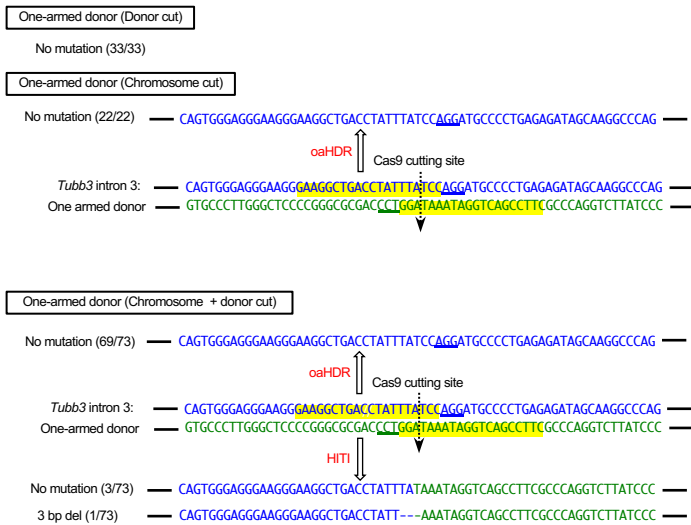 One-armed donor (Donor cut)
No mutation (33/33)
One-armed donor (Chromosome cut)
No mutation (22/22) CAGTGGGAGGGAAGGGAAGGCTGACCTATTTATCCAGGATGCCCCTGAGAGATAGCAAGGCCCAG
oaHDR
Cas9 cutting site
Tubb3 intron 3: CAGTGGGAGGGAAGGGAAGGCTGACCTATTTATCCAGGATGCCCCTGAGAGATAGCAAGGCCCAG
One armed donor GTGCCCTTGGGCTCCCCGGGCGCGACCCTGGATAAATAGGTCAGCCTTCGCCCAGGTCTTATCCC
One-armed donor (Chromosome + donor cut)
No mutation (69/73) CAGTGGGAGGGAAGGGAAGGCTGACCTATTTATCCAGGATGCCCCTGAGAGATAGCAAGGCCCAG
oaHDR
Cas9 cutting site
Tubb3 intron 3: CAGTGGGAGGGAAGGGAAGGCTGACCTATTTATCCAGGATGCCCCTGAGAGATAGCAAGGCCCAG
One-armed donor GTGCCCTTGGGCTCCCCGGGCGCGACCCTGGATAAATAGGTCAGCCTTCGCCCAGGTCTTATCCC
HITI
No mutation (3/73) CAGTGGGAGGGAAGGGAAGGCTGACCTATTTATAAATAGGTCAGCCTTCGCCCAGGTCTTATCCC
3 bp del (1/73) CAGTGGGAGGGAAGGGAAGGCTGACCTATT---AAATAGGTCAGCCTTCGCCCAGGTCTTATCCC